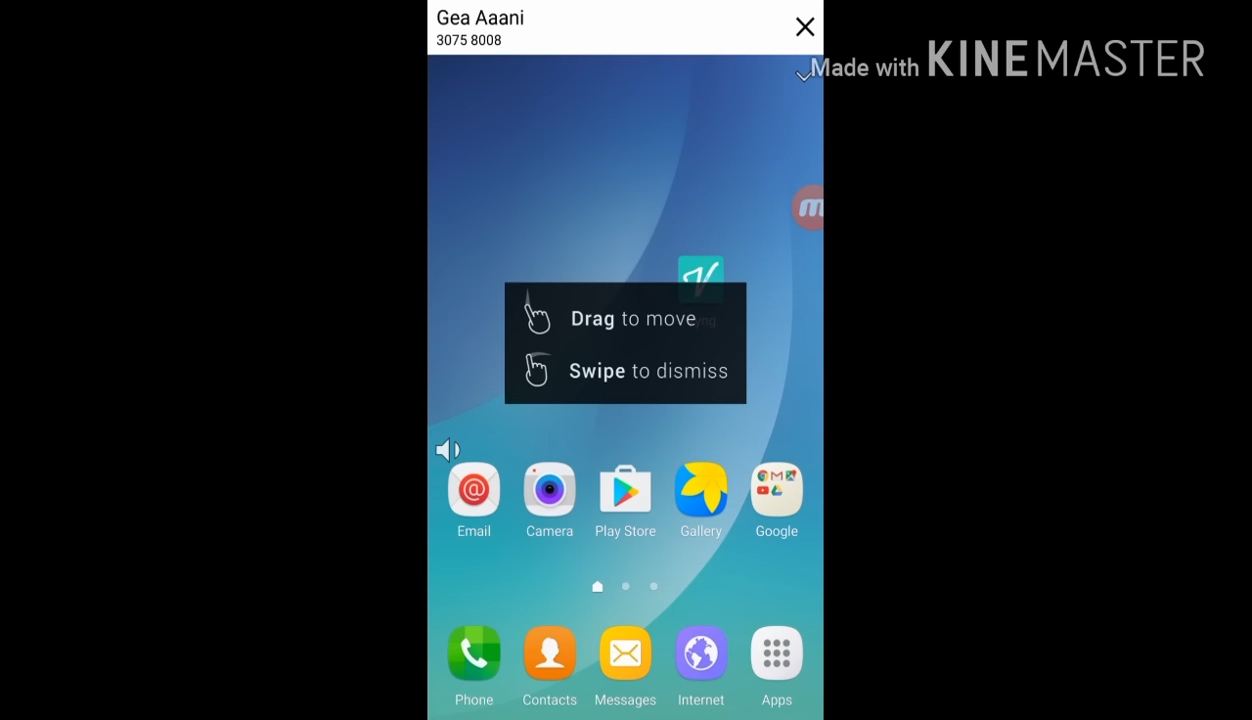 Gea Aaani
3075 8008
Made with KINEMASTER
Drag to move
Swipe to dismiss
Email
Camera
Play Store
Gallery
Google
Phone
Contacts
Messages
Internet
Apps